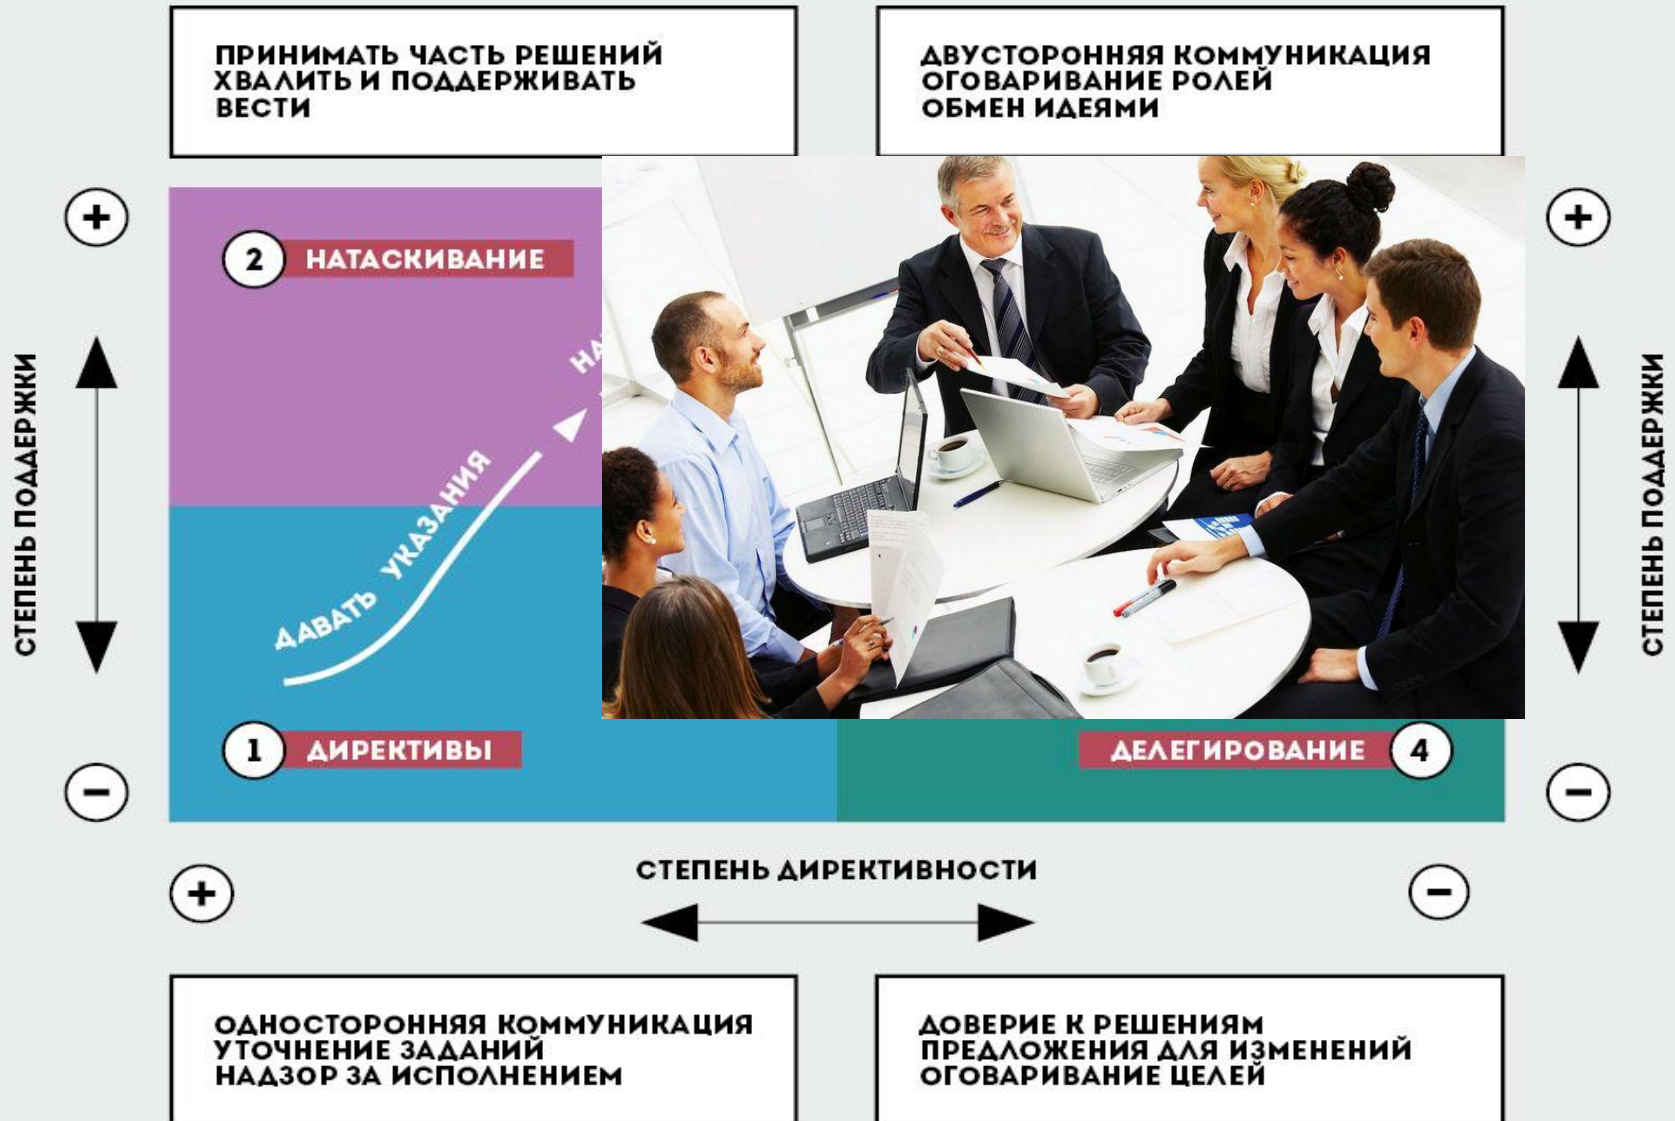 ПРИНИМАТЬ ЧАСТЬ РЕШЕНИЙ
ХВАЛИТЬ И ПОДДЕРЖИВАТЬ
ВЕСТИ
ДВУСТОРОННЯЯ КОММУНИКАЦИЯ
ОГОВАРИВАНИЕ РОЛЕЙ
ОБМЕН ИДЕЯМИ
+
+
2 НАТАСКИВАНИЕ
СТЕПЕНЬ ПОДДЕРЖКИ
ДАВАТЬ УКАЗАНИЯ
СТЕПЕНЬ ПОДДЕРЖКИ
1 ДИРЕКТИВЫ
ДЕЛЕГИРОВАНИЕ 4
−
−
+
СТЕПЕНЬ ДИРЕКТИВНОСТИ
−
ОДНОСТОРОННЯЯ КОММУНИКАЦИЯ
УТОЧНЕНИЕ ЗАДАНИЙ
НАДЗОР ЗА ИСПОЛНЕНИЕМ
ДОВЕРИЕ К РЕШЕНИЯМ
ПРЕДЛОЖЕНИЯ ДЛЯ ИЗМЕНЕНИЙ
ОГОВАРИВАНИЕ ЦЕЛЕЙ